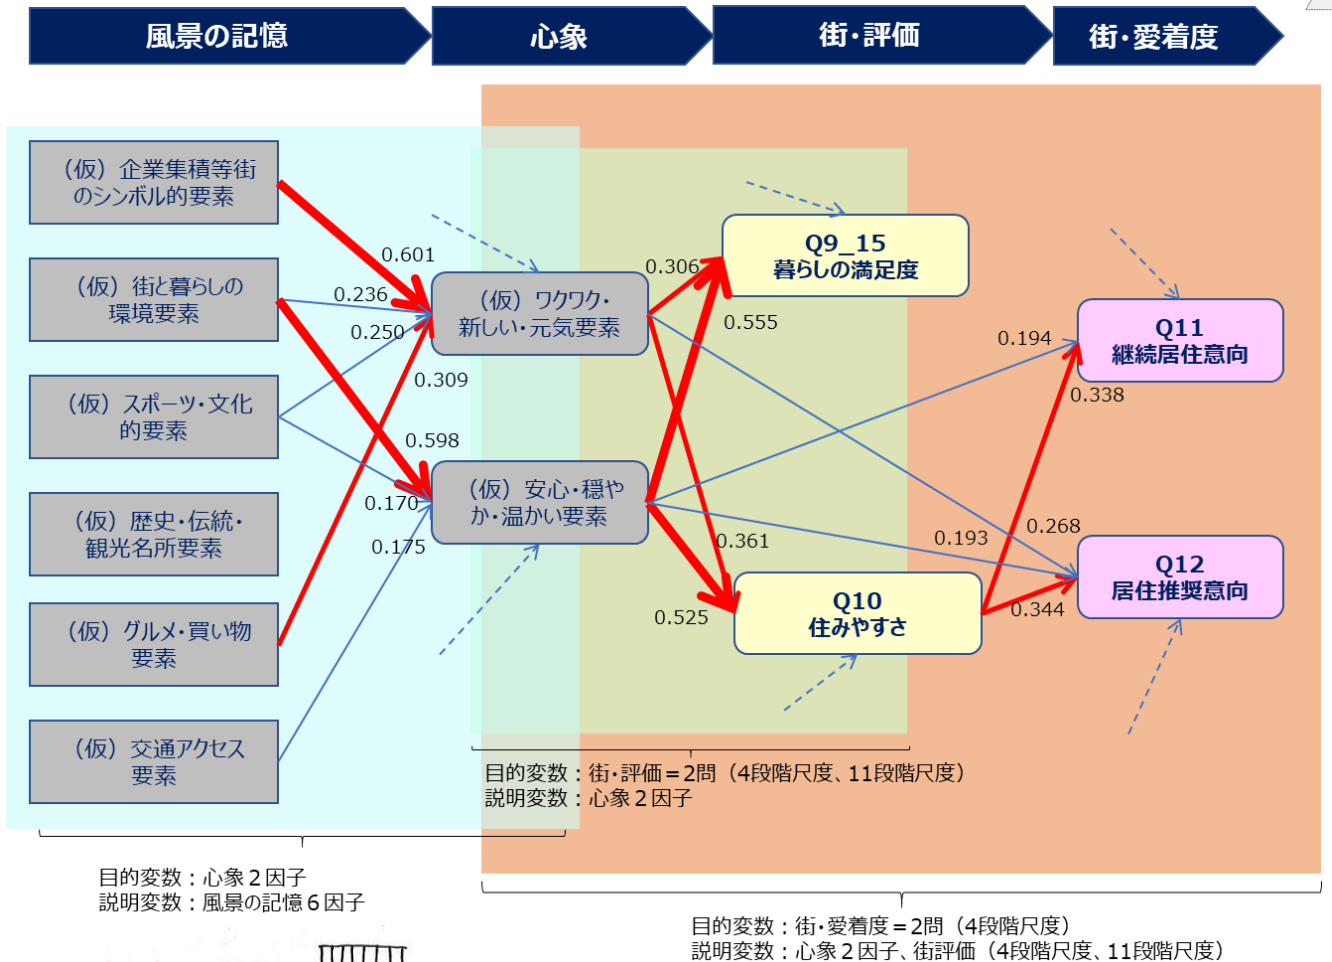 風景の記憶
心象
街・評価
街・愛着度
（仮）企業集積等街
のシンボル的要素
（仮）街と暮らしの
環境要素
（仮）スポーツ・文化
的要素
（仮）歴史・伝統・
観光名所要素
（仮）グルメ・買い物
要素
（仮）交通アクセス
要素
0.601
0.236
0.250
0.309
0.598
0.170
0.175
（仮）ワクワク・
新しい・元気要素
（仮）安心・穏や
か・温かい要素
0.306
0.555
0.361
0.525
Q9_15
暮らしの満足度
Q10
住みやすさ
0.194
0.338
0.193
0.268
0.344
Q11
継続居住意向
Q12
居住推奨意向
目的変数：街・評価＝2問（4段階尺度、11段階尺度）
説明変数：心象２因子
目的変数：心象２因子
説明変数：風景の記憶６因子
目的変数：街・愛着度＝2問（4段階尺度）
説明変数：心象２因子、街評価（4段階尺度、11段階尺度）